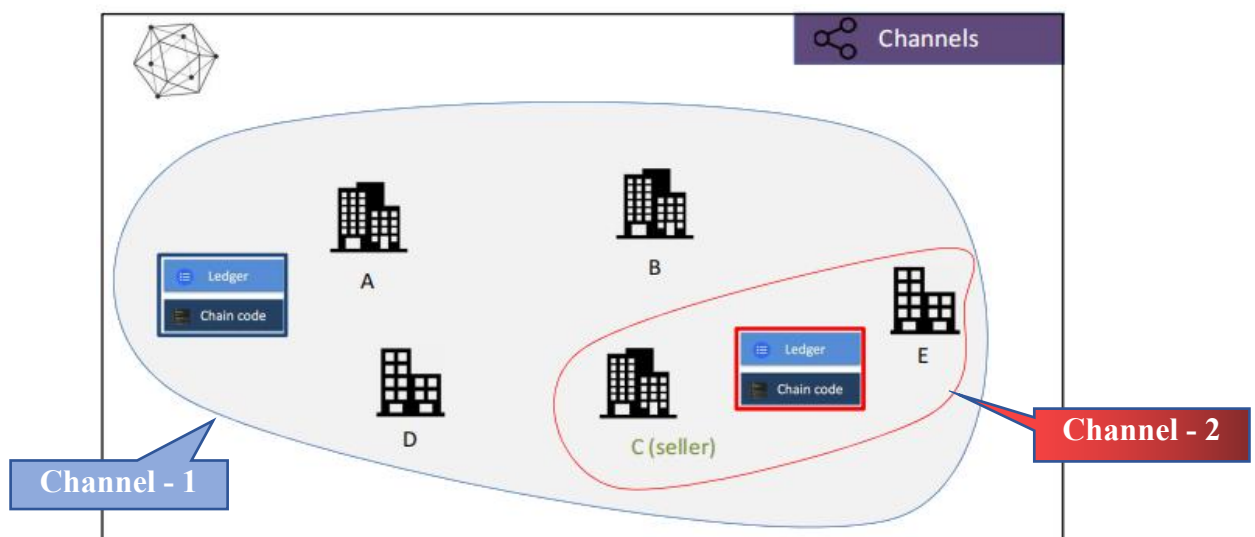 Channels
A
B
Ledger
Chain code
E
Ledger
Chain code
D
C (seller)
Channel - 2
Channel - 1